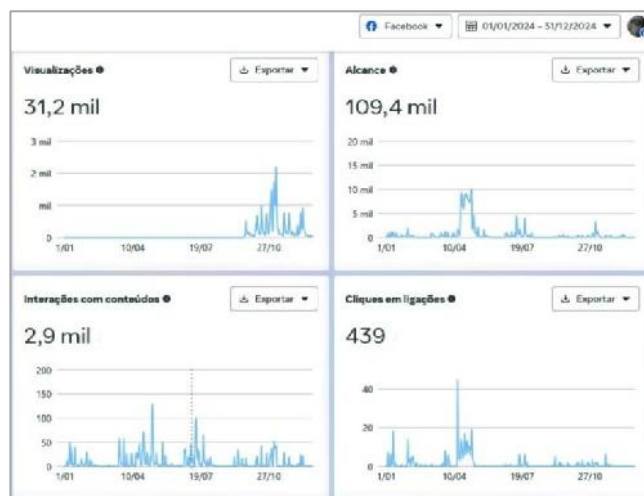 Facebook
01/01/2024 – 31/12/2024
Visualizações
Exportar
31,2 mil
3 mil
2 mil
mil
0
1/01 10/04 19/07 27/10
Alcance
Exportar
109,4 mil
20 mil
15 mil
10 mil
5 mil
0
1/01 10/04 19/07 27/10
Interações com conteúdos
Exportar
2,9 mil
200
150
100
50
0
1/01 10/04 19/07 27/10
Cliques em ligações
Exportar
439
40
20
0
1/01 10/04 19/07 27/10